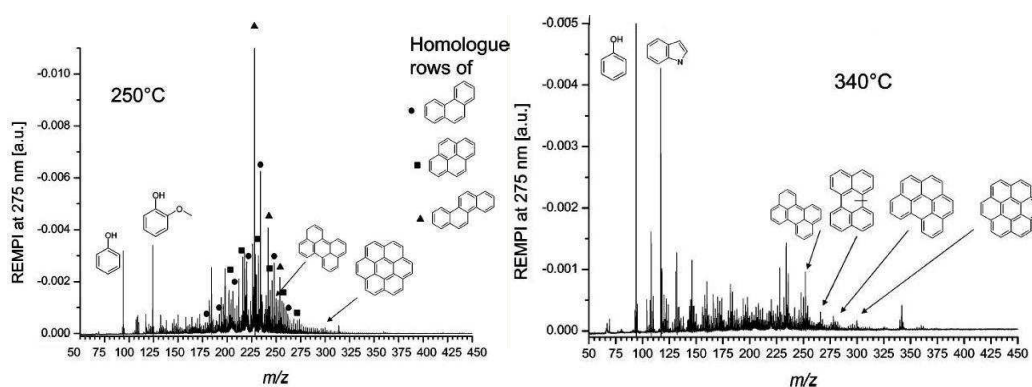 REMPI at 275 nm [a.u.]
-0.010
-0.008
-0.006
-0.004
-0.002
0.000
250°C
OH
OH
O
Homologue
rows of
50 75 100 125 150 175 200 225 250 275 300 325 350 375 400 425 450
m/z
REMPI at 275 nm [a.u.]
-0.005
-0.004
-0.003
-0.002
-0.001
0.000
OH
N
340°C
50 75 100 125 150 175 200 225 250 275 300 325 350 375 400 425 450
m/z